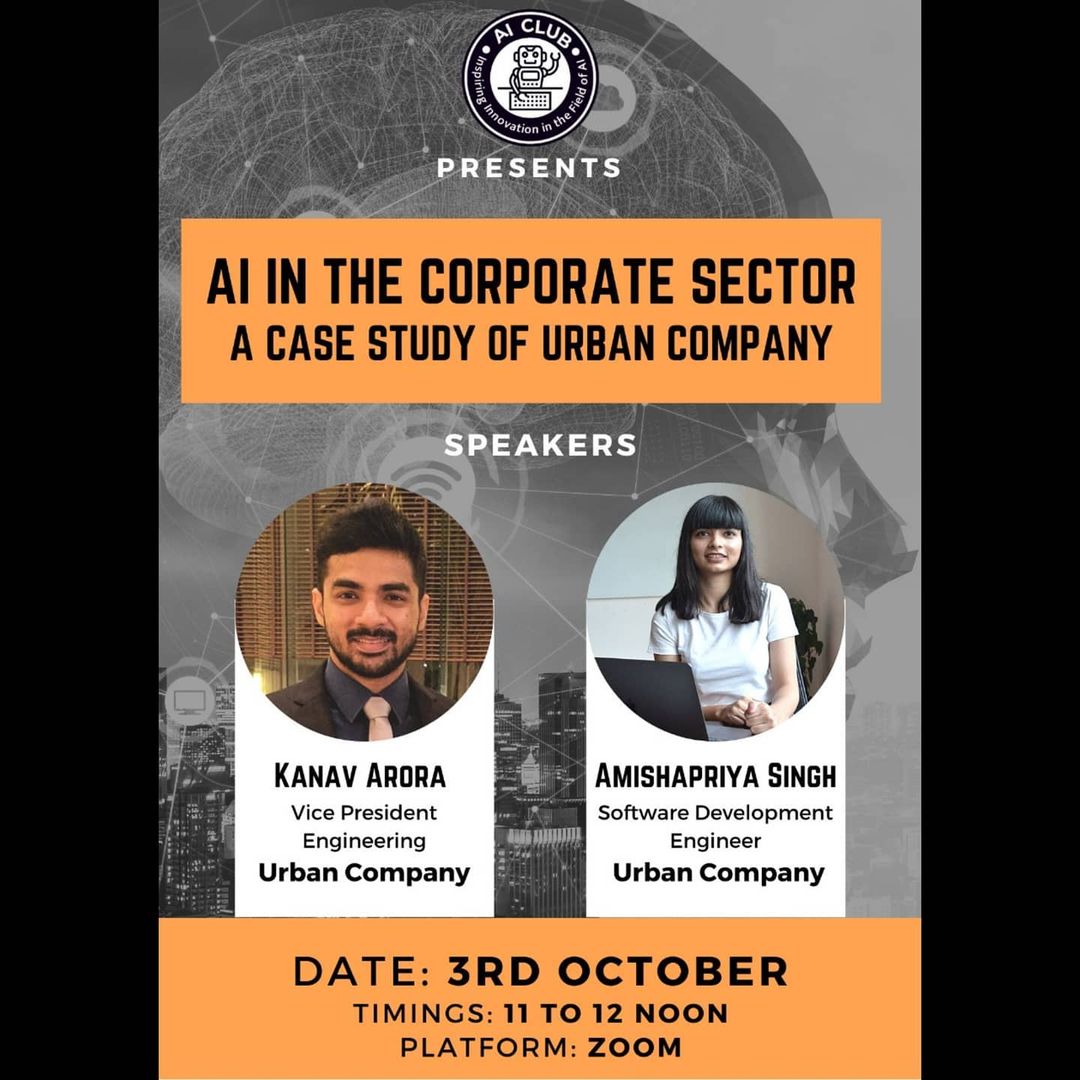 AI CLUB
Inspiring Innovation in the Field of AI
PRESENTS
AI IN THE CORPORATE SECTOR
A CASE STUDY OF URBAN COMPANY
SPEAKERS
KANAV ARORA
Vice President
Engineering
Urban Company
AMISHAPRIYA SINGH
Software Development
Engineer
Urban Company
DATE: 3RD OCTOBER
TIMINGS: 11 TO 12 NOON
PLATFORM: ZOOM